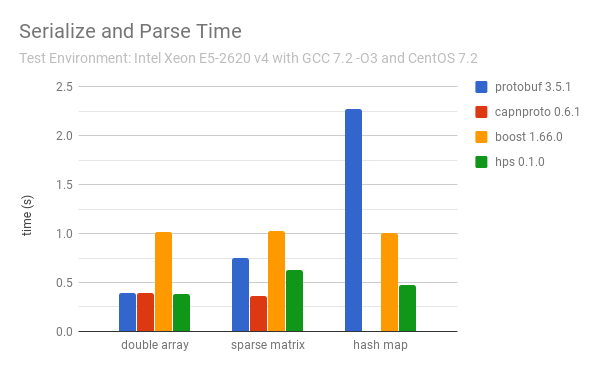 Serialize and Parse Time
Test Environment: Intel Xeon E5-2620 v4 with GCC 7.2 -O3 and CentOS 7.2
2.5
2.0
1.5
1.0
0.5
0.0
time (s)
double array
sparse matrix
hash map
protobuf 3.5.1
capnproto 0.6.1
boost 1.66.0
hps 0.1.0